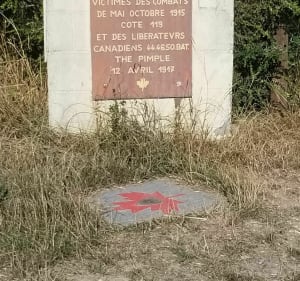 VICTIMES DES COMBATS
DE MAI OCTOBRE 1915
COTE 119
ET DES LIBERATEURS
CANADIENS 44.46.50.BAT.
THE PIMPLE
12 AVRIL 1917